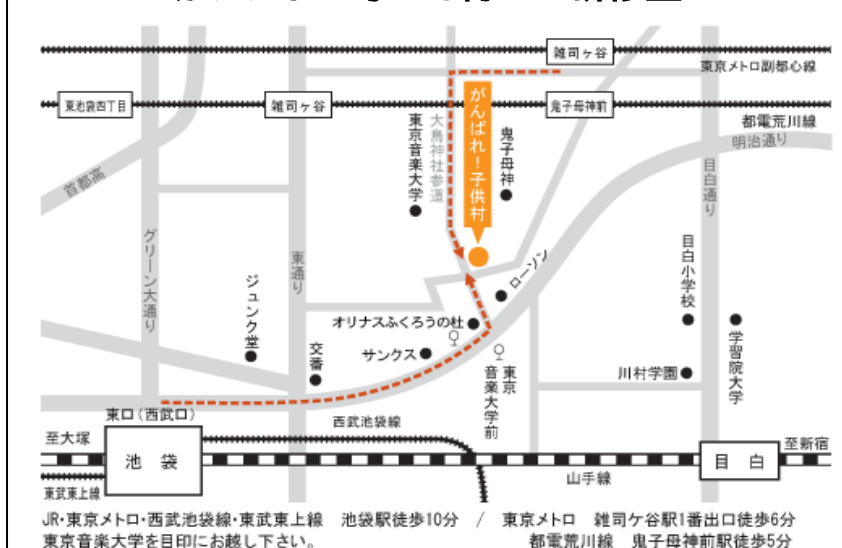 雑司ヶ谷
東京メトロ副都心線
東池袋四丁目
雑司ヶ谷
鬼子母神前
都電荒川線
明治通り
首都高
グリーン大通り
東通り
目白通り
東京音楽大学
大鳥神社参道
がんばれ！子供村
鬼子母神
ローソン
ジュンク堂
交番
オリナスふくろうの杜
サンクス
東京
音楽大学前
目白小学校
川村学園
学習院大学
東口（西武口）
西武池袋線
至大塚
池 袋
東武東上線
山手線
目 白
至新宿
JR・東京メトロ・西武池袋線・東武東上線　池袋駅徒歩10分　/　東京メトロ　雑司ケ谷駅1番出口徒歩6分
東京音楽大学を目印にお越し下さい。　都電荒川線　鬼子母神前駅徒歩5分